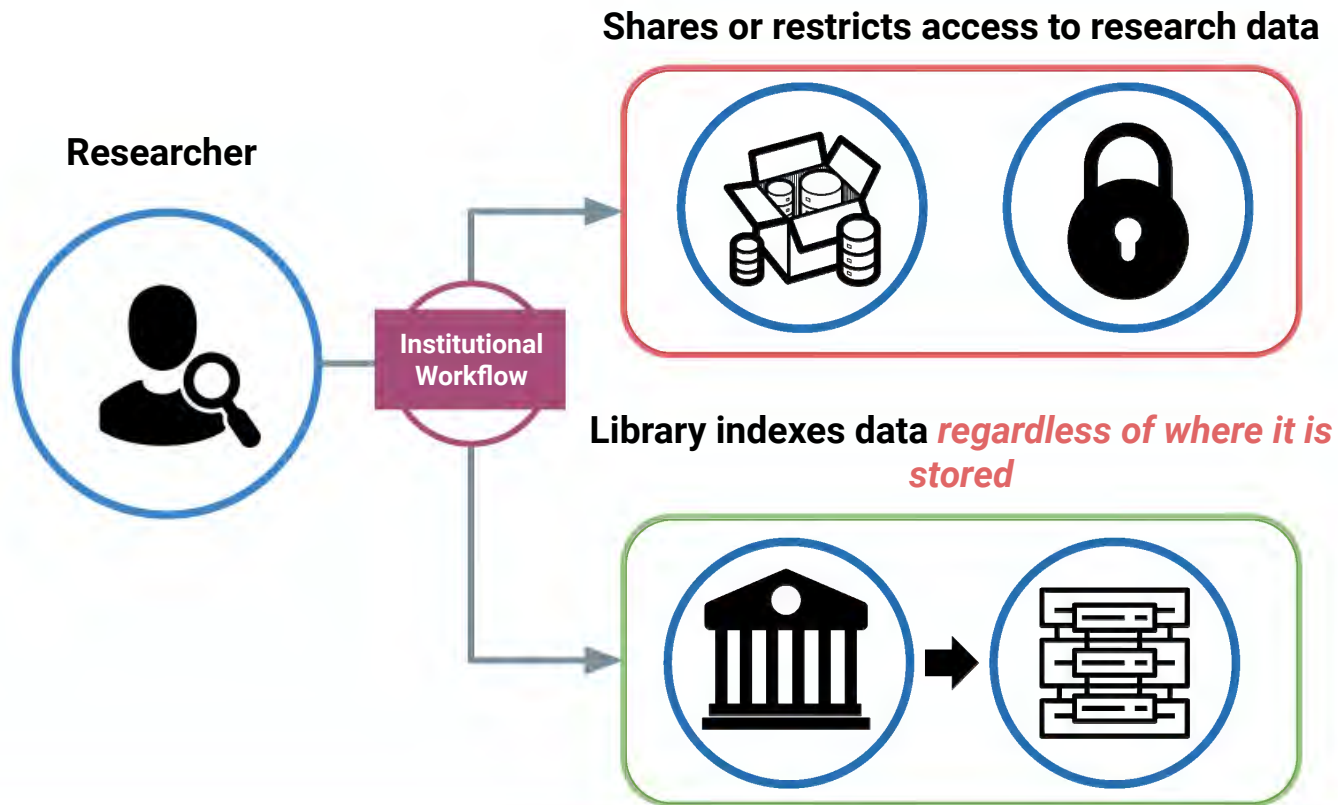 Shares or restricts access to research data
Researcher
Institutional
Workflow
Library indexes data regardless of where it is
stored